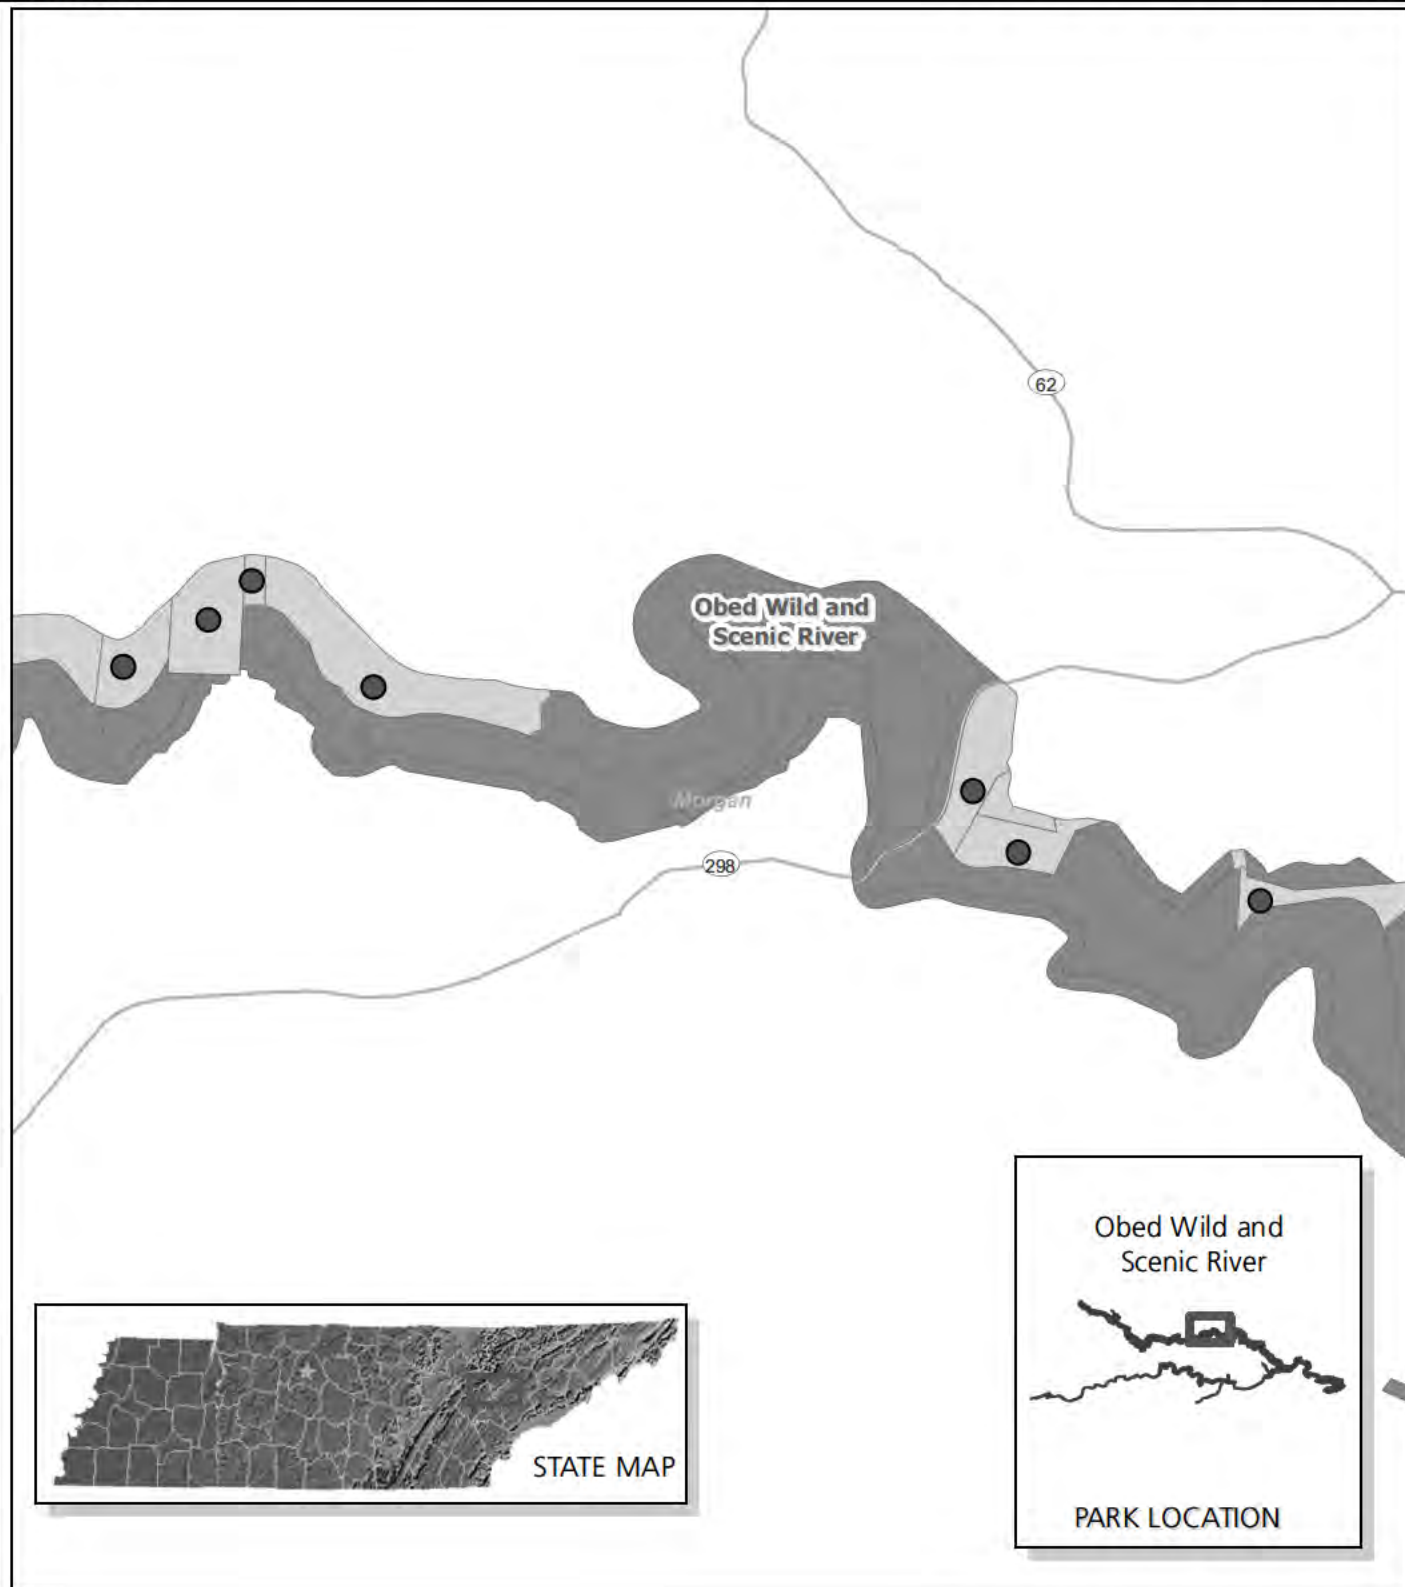 62
Obed Wild and
Scenic River
Morgan
298
Obed Wild and
Scenic River
STATE MAP
PARK LOCATION